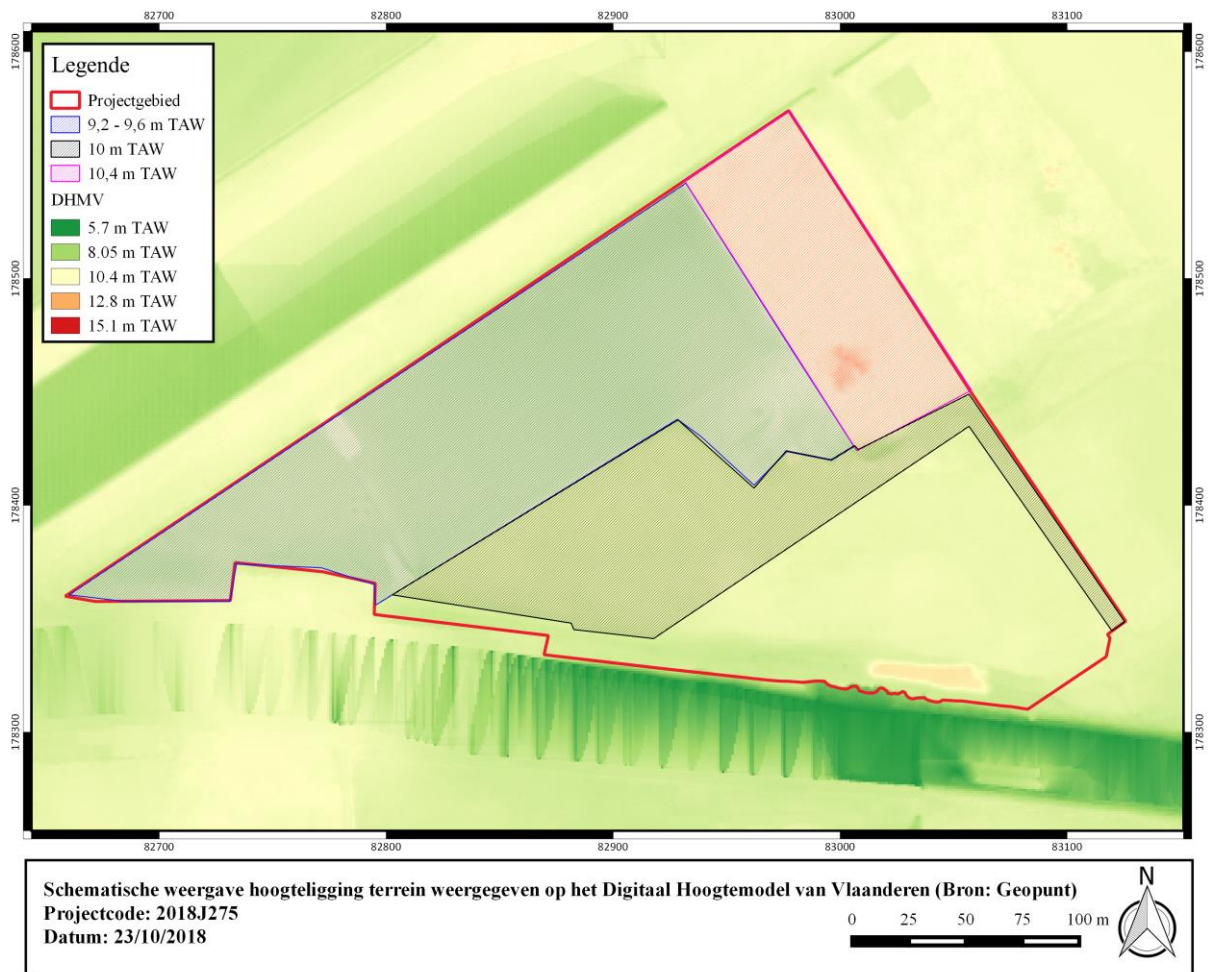 82700 82800 82900 83000 83100
178600 178600
Legende
Projectgebied
9,2 - 9,6 m TAW
10 m TAW
10,4 m TAW
DHMV
5.7 m TAW
8.05 m TAW
10.4 m TAW
12.8 m TAW
15.1 m TAW
178500 178500
178400 178400
178300 178300
82700 82800 82900 83000 83100
Schematische weergave hoogteligging terrein weergegeven op het Digitaal Hoogtemodel van Vlaanderen (Bron: Geopunt)
Projectcode: 2018J275
Datum: 23/10/2018
0 25 50 75 100 m
N